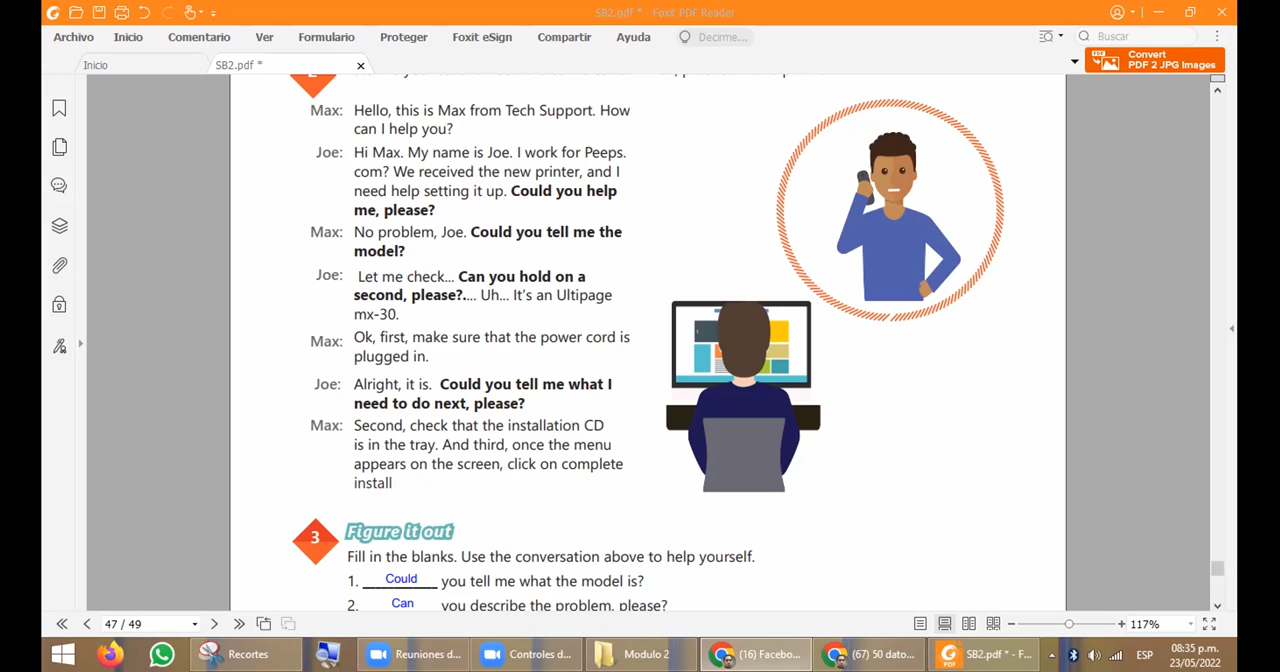 SB2.pdf * - Foxit PDF Reader
Archivo Inicio Comentario Ver Formulario Proteger Foxit eSign Compartir Ayuda Decirme... Buscar
Convert
PDF 2 JPG Images
Inicio SB2.pdf *
Max: Hello, this is Max from Tech Support. How
can I help you?
Joe: Hi Max. My name is Joe. I work for Peeps.
com? We received the new printer, and I
need help setting it up. Could you help
me, please?
Max: No problem, Joe. Could you tell me the
model?
Joe: Let me check... Can you hold on a
second, please?.... Uh... It's an Ultipage
mx-30.
Max: Ok, first, make sure that the power cord is
plugged in.
Joe: Alright, it is. Could you tell me what I
need to do next, please?
Max: Second, check that the installation CD
is in the tray. And third, once the menu
appears on the screen, click on complete
install
3 Figure it out
Fill in the blanks. Use the conversation above to help yourself.
1. Could you tell me what the model is?
2. Can you describe the problem, please?
47 / 49 117%
Recortes Reuniones d... Controles d... Modulo 2 (16) Facebo... (67) 50 dato... SB2.pdf * - F... ESP 08:35 p.m.
23/05/2022